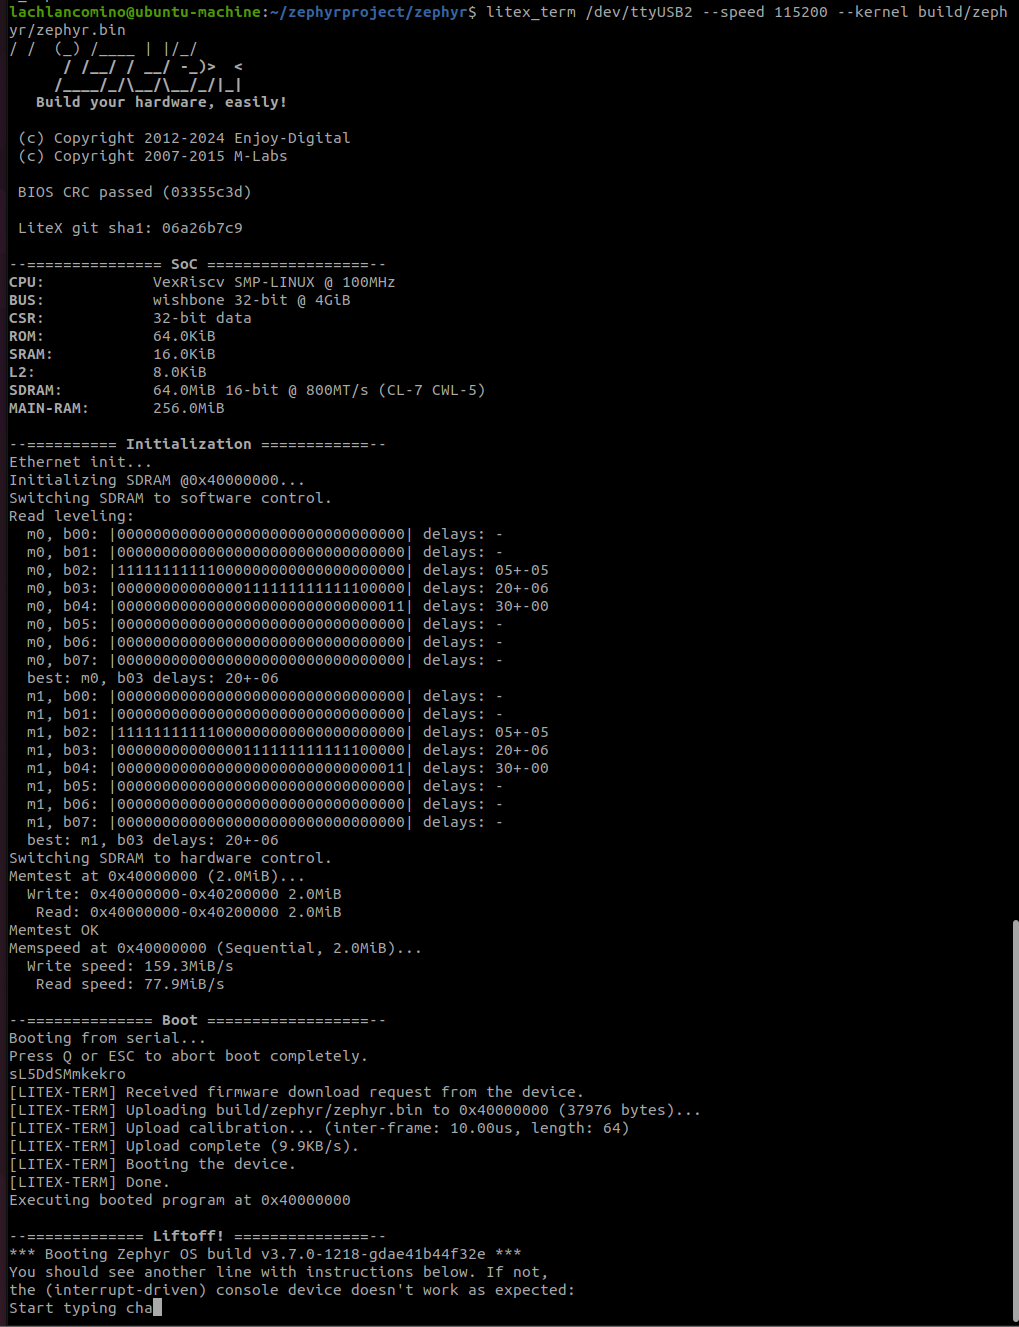 lachlancomino@ubuntu-machine:~/zephyrproject/zephyr$ litex_term /dev/ttyUSB2 --speed 115200 --kernel build/zeph
yr/zephyr.bin
/ /  (_) /____ | |/_/
      / /__/ / __/ -_)>  <
     /____/_/\__/\__/_/|_|
   Build your hardware, easily!

 (c) Copyright 2012-2024 Enjoy-Digital
 (c) Copyright 2007-2015 M-Labs

 BIOS CRC passed (03355c3d)

 LiteX git sha1: 06a26b7c9

--=============== SoC ==================--
CPU:            VexRiscv SMP-LINUX @ 100MHz
BUS:            wishbone 32-bit @ 4GiB
CSR:            32-bit data
ROM:            64.0KiB
SRAM:           16.0KiB
L2:             8.0KiB
SDRAM:          64.0MiB 16-bit @ 800MT/s (CL-7 CWL-5)
MAIN-RAM:       256.0MiB

--========== Initialization ============--
Ethernet init...
Initializing SDRAM @0x40000000...
Switching SDRAM to software control.
Read leveling:
  m0, b00: |00000000000000000000000000000000| delays: -
  m0, b01: |00000000000000000000000000000000| delays: -
  m0, b02: |11111111111000000000000000000000| delays: 05+-05
  m0, b03: |00000000000000111111111111100000| delays: 20+-06
  m0, b04: |00000000000000000000000000000011| delays: 30+-00
  m0, b05: |00000000000000000000000000000000| delays: -
  m0, b06: |00000000000000000000000000000000| delays: -
  m0, b07: |00000000000000000000000000000000| delays: -
  best: m0, b03 delays: 20+-06
  m1, b00: |00000000000000000000000000000000| delays: -
  m1, b01: |00000000000000000000000000000000| delays: -
  m1, b02: |11111111111000000000000000000000| delays: 05+-05
  m1, b03: |00000000000000111111111111100000| delays: 20+-06
  m1, b04: |00000000000000000000000000000011| delays: 30+-00
  m1, b05: |00000000000000000000000000000000| delays: -
  m1, b06: |00000000000000000000000000000000| delays: -
  m1, b07: |00000000000000000000000000000000| delays: -
  best: m1, b03 delays: 20+-06
Switching SDRAM to hardware control.
Memtest at 0x40000000 (2.0MiB)...
  Write: 0x40000000-0x40200000 2.0MiB
   Read: 0x40000000-0x40200000 2.0MiB
Memtest OK
Memspeed at 0x40000000 (Sequential, 2.0MiB)...
  Write speed: 159.3MiB/s
   Read speed: 77.9MiB/s

--============== Boot ==================--
Booting from serial...
Press Q or ESC to abort boot completely.
sL5DdSMmkekro
[LITEX-TERM] Received firmware download request from the device.
[LITEX-TERM] Uploading build/zephyr/zephyr.bin to 0x40000000 (37976 bytes)...
[LITEX-TERM] Upload calibration... (inter-frame: 10.00us, length: 64)
[LITEX-TERM] Upload complete (9.9KB/s).
[LITEX-TERM] Booting the device.
[LITEX-TERM] Done.
Executing booted program at 0x40000000

--============= Liftoff! ===============--
*** Booting Zephyr OS build v3.7.0-1218-gdae41b44f32e ***
You should see another line with instructions below. If not,
the (interrupt-driven) console device doesn't work as expected:
Start typing cha